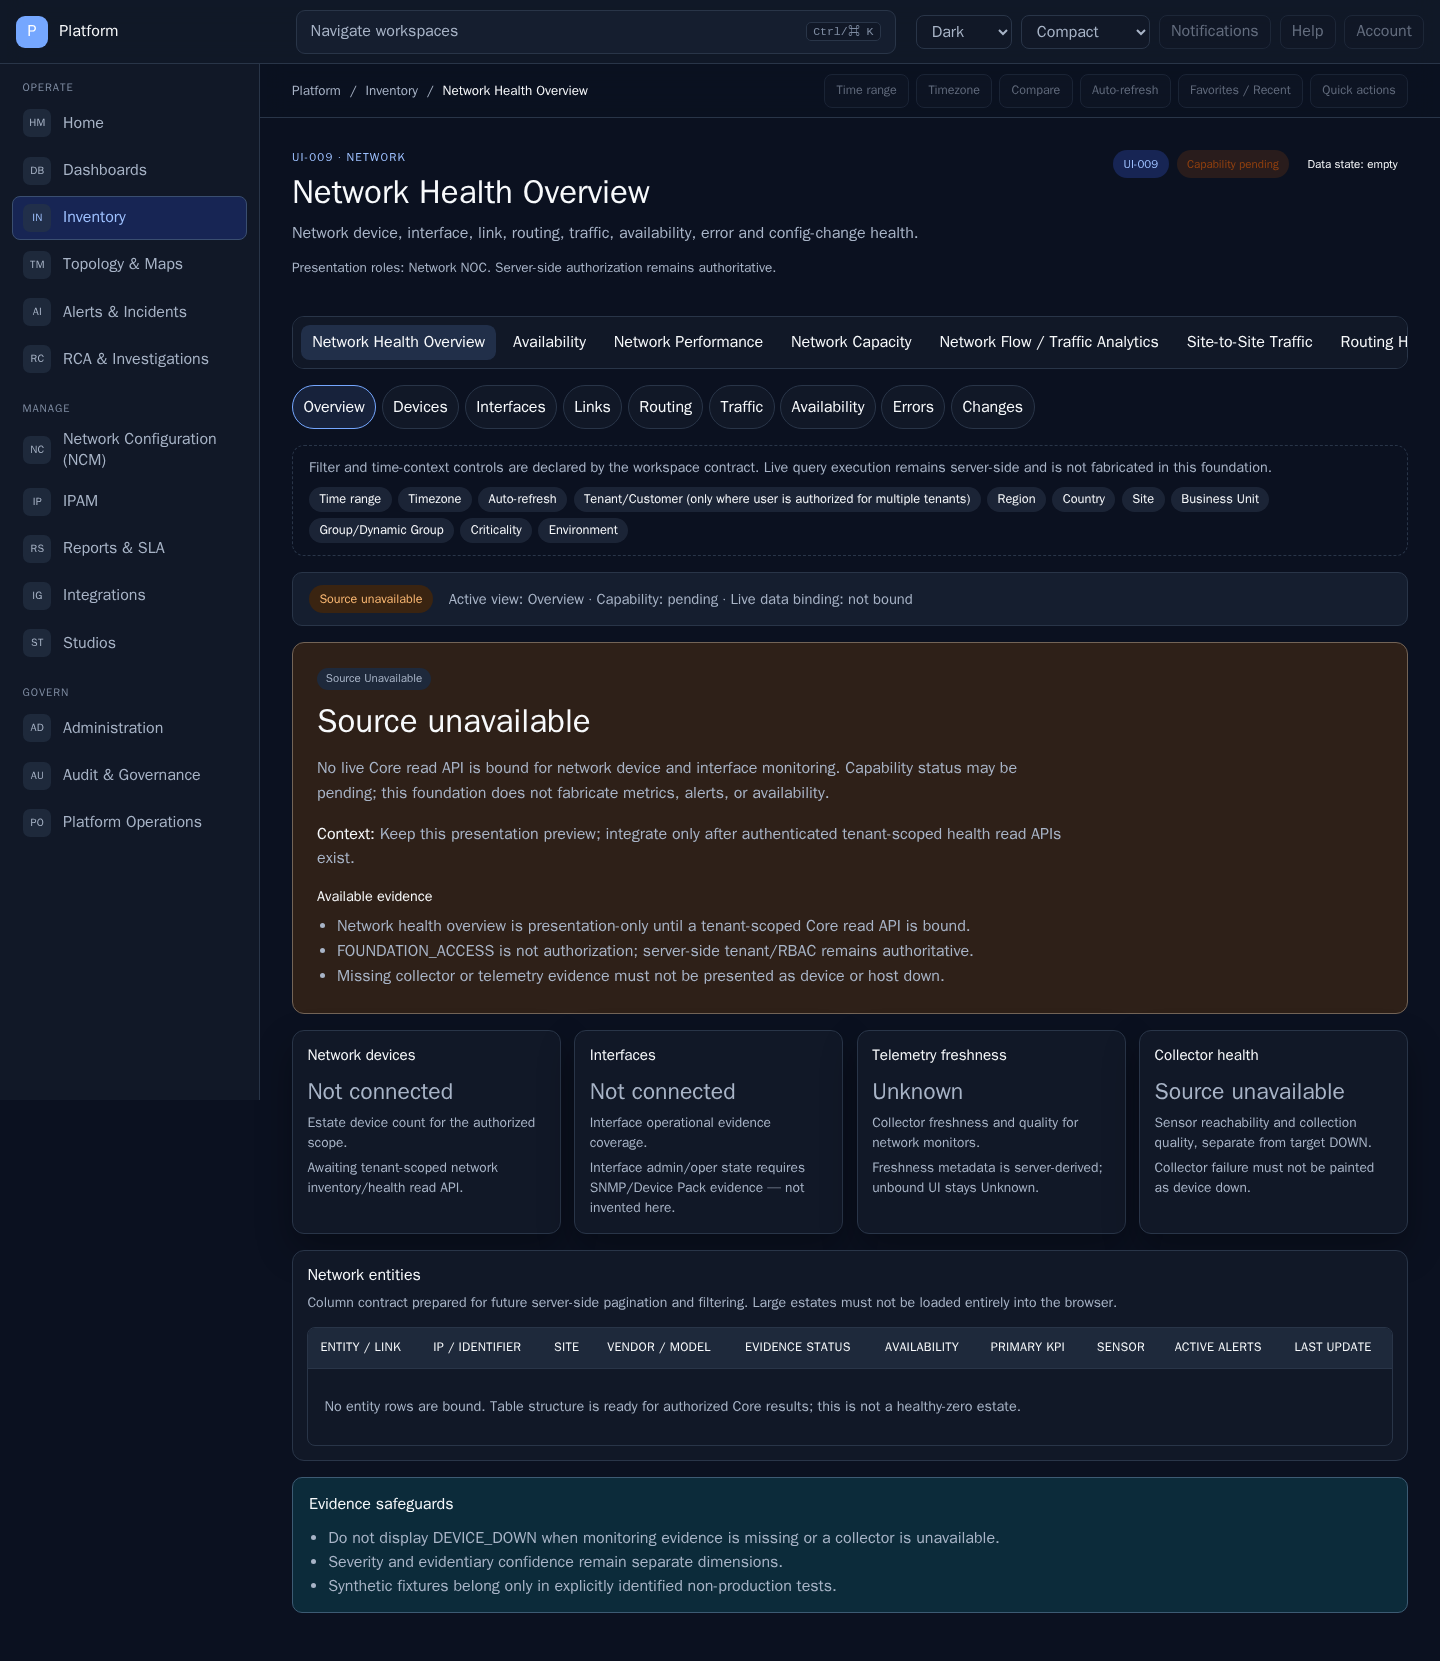 P Platform
Navigate workspaces Ctrl/⌘ K
Dark Compact Notifications Help Account
OPERATE
HM Home
DB Dashboards
IN Inventory
TM Topology & Maps
AI Alerts & Incidents
RC RCA & Investigations
MANAGE
NC Network Configuration
(NCM)
IP IPAM
RS Reports & SLA
IG Integrations
ST Studios
GOVERN
AD Administration
AU Audit & Governance
PO Platform Operations
Platform / Inventory / Network Health Overview
Time range Timezone Compare Auto-refresh Favorites / Recent Quick actions
UI-009 · NETWORK
Network Health Overview
UI-009 Capability pending Data state: empty
Network device, interface, link, routing, traffic, availability, error and config-change health.
Presentation roles: Network NOC. Server-side authorization remains authoritative.
Network Health Overview Availability Network Performance Network Capacity Network Flow / Traffic Analytics Site-to-Site Traffic Routing H
Overview Devices Interfaces Links Routing Traffic Availability Errors Changes
Filter and time-context controls are declared by the workspace contract. Live query execution remains server-side and is not fabricated in this foundation.
Time range Timezone Auto-refresh Tenant/Customer (only where user is authorized for multiple tenants) Region Country Site Business Unit
Group/Dynamic Group Criticality Environment
Source unavailable Active view: Overview · Capability: pending · Live data binding: not bound
Source Unavailable
Source unavailable
No live Core read API is bound for network device and interface monitoring. Capability status may be
pending; this foundation does not fabricate metrics, alerts, or availability.
Context: Keep this presentation preview; integrate only after authenticated tenant-scoped health read APIs
exist.
Available evidence
• Network health overview is presentation-only until a tenant-scoped Core read API is bound.
• FOUNDATION_ACCESS is not authorization; server-side tenant/RBAC remains authoritative.
• Missing collector or telemetry evidence must not be presented as device or host down.
Network devices
Not connected
Estate device count for the authorized
scope.
Awaiting tenant-scoped network
inventory/health read API.
Interfaces
Not connected
Interface operational evidence
coverage.
Interface admin/oper state requires
SNMP/Device Pack evidence — not
invented here.
Telemetry freshness
Unknown
Collector freshness and quality for
network monitors.
Freshness metadata is server-derived;
unbound UI stays Unknown.
Collector health
Source unavailable
Sensor reachability and collection
quality, separate from target DOWN.
Collector failure must not be painted
as device down.
Network entities
Column contract prepared for future server-side pagination and filtering. Large estates must not be loaded entirely into the browser.
ENTITY / LINK IP / IDENTIFIER SITE VENDOR / MODEL EVIDENCE STATUS AVAILABILITY PRIMARY KPI SENSOR ACTIVE ALERTS LAST UPDATE
No entity rows are bound. Table structure is ready for authorized Core results; this is not a healthy-zero estate.
Evidence safeguards
• Do not display DEVICE_DOWN when monitoring evidence is missing or a collector is unavailable.
• Severity and evidentiary confidence remain separate dimensions.
• Synthetic fixtures belong only in explicitly identified non-production tests.